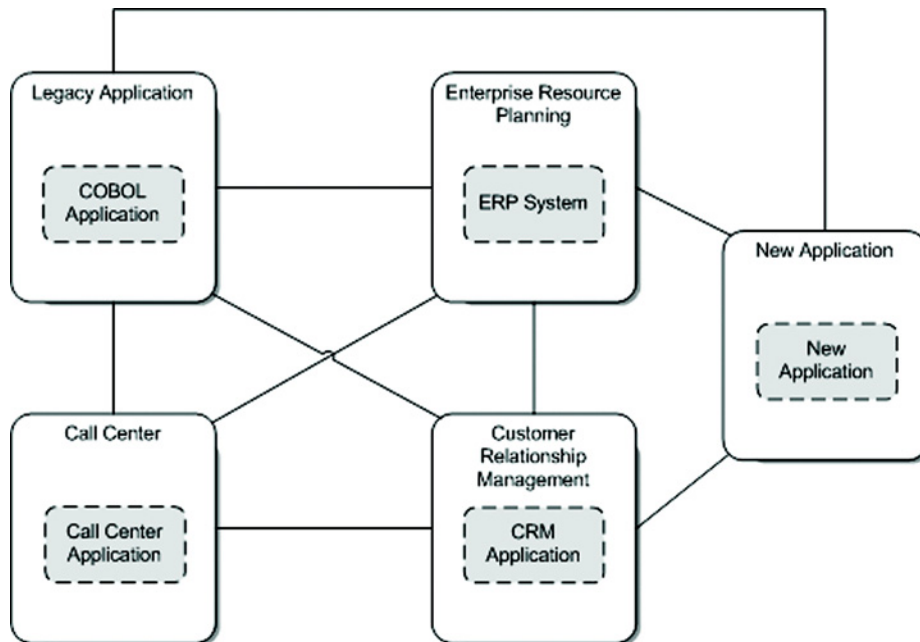 Legacy Application
COBOL
Application
Enterprise Resource
Planning
ERP System
New Application
New
Application
Call Center
Call Center
Application
Customer
Relationship
Management
CRM
Application